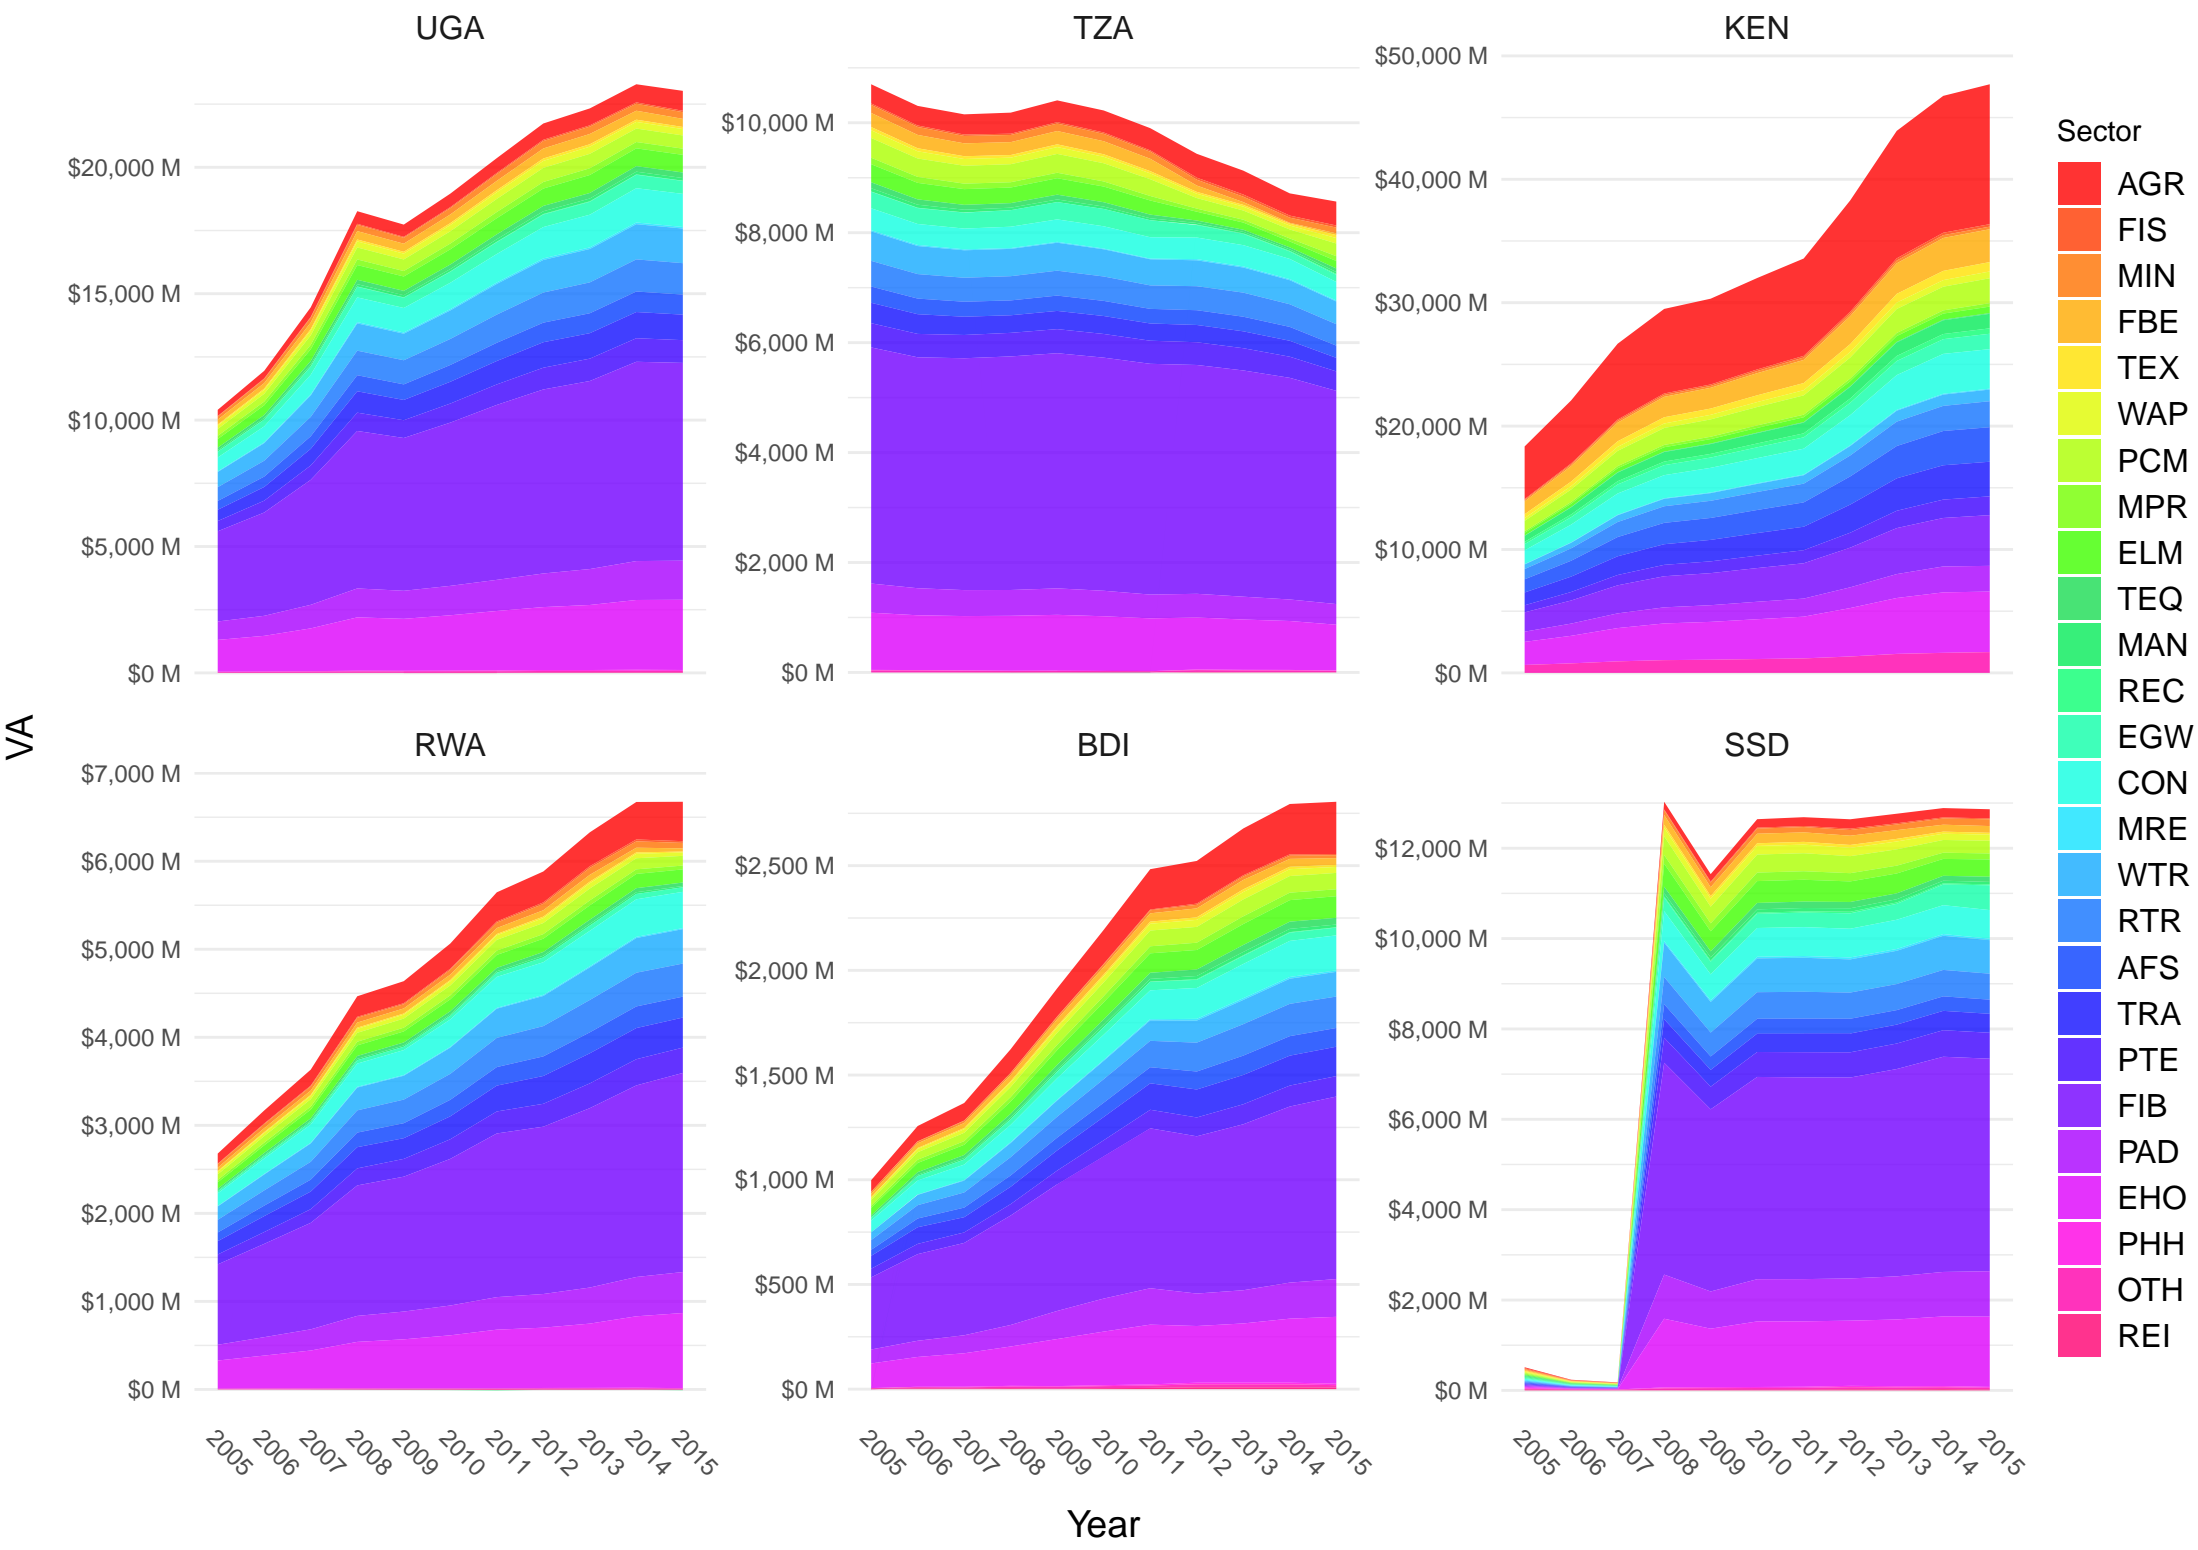 UGA
TZA
KEN
$20,000 M
$15,000 M
$10,000 M
$5,000 M
$0 M
$10,000 M
$8,000 M
$6,000 M
$4,000 M
$2,000 M
$0 M
$50,000 M
$40,000 M
$30,000 M
$20,000 M
$10,000 M
$0 M
VA
RWA
BDI
SSD
$7,000 M
$6,000 M
$5,000 M
$4,000 M
$3,000 M
$2,000 M
$1,000 M
$0 M
$2,500 M
$2,000 M
$1,500 M
$1,000 M
$500 M
$0 M
$12,000 M
$10,000 M
$8,000 M
$6,000 M
$4,000 M
$2,000 M
$0 M
2005 2006 2007 2008 2009 2010 2011 2012 2013 2014 2015
2005 2006 2007 2008 2009 2010 2011 2012 2013 2014 2015
2005 2006 2007 2008 2009 2010 2011 2012 2013 2014 2015
Year
Sector
AGR
FIS
MIN
FBE
TEX
WAP
PCM
MPR
ELM
TEQ
MAN
REC
EGW
CON
MRE
WTR
RTR
AFS
TRA
PTE
FIB
PAD
EHO
PHH
OTH
REI